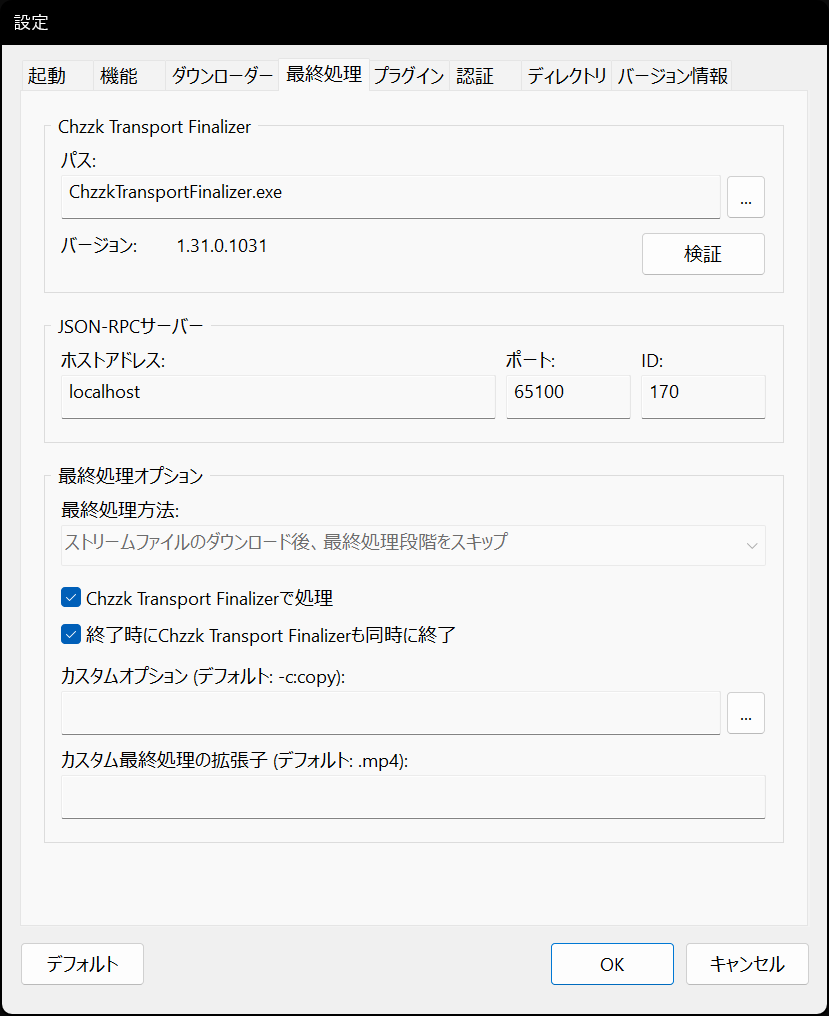 設定
起動 機能 ダウンローダー 最終処理 プラグイン 認証 ディレクトリ バージョン情報
Chzzk Transport Finalizer
パス:
ChzzkTransportFinalizer.exe ...
バージョン: 1.31.0.1031 検証
JSON-RPCサーバー
ホストアドレス: ポート: ID:
localhost 65100 170
最終処理オプション
最終処理方法:
ストリームファイルのダウンロード後、最終処理段階をスキップ
Chzzk Transport Finalizerで処理
終了時にChzzk Transport Finalizerも同時に終了
カスタムオプション (デフォルト: -c:copy):
...
カスタム最終処理の拡張子 (デフォルト: .mp4):
デフォルト OK キャンセル